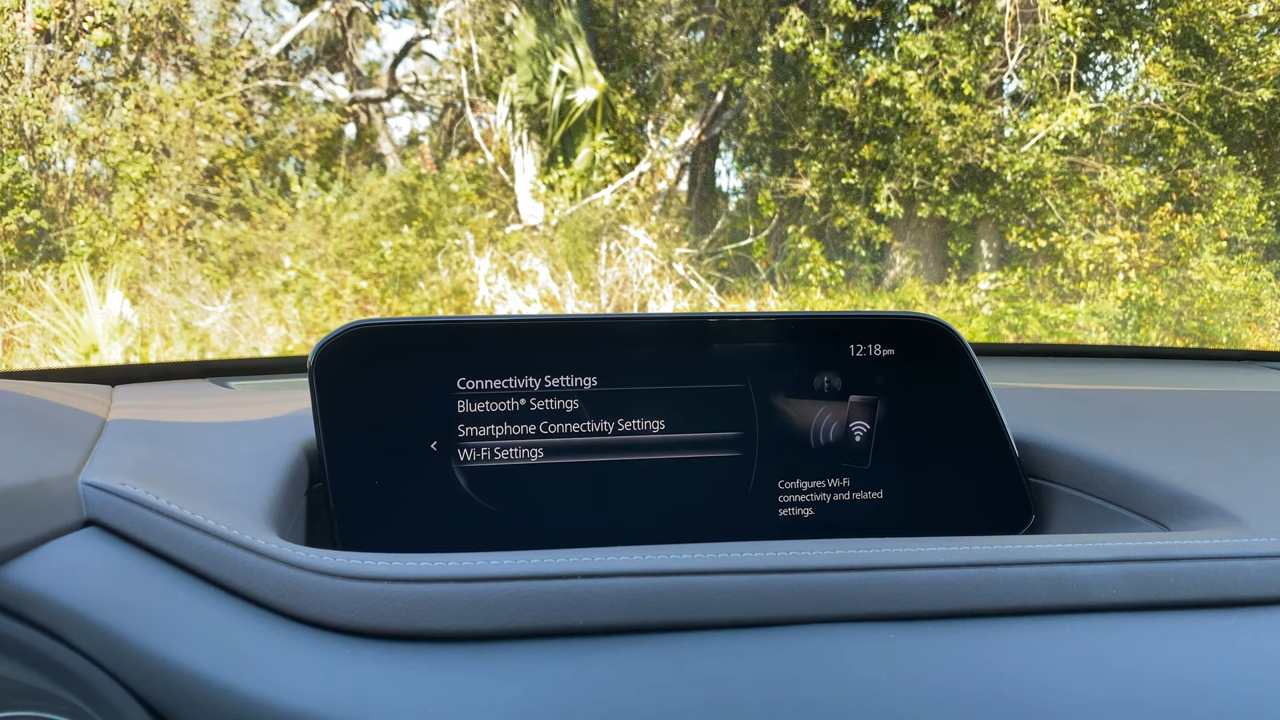 12:18pm
Connectivity Settings
Bluetooth® Settings
Smartphone Connectivity Settings
Wi-Fi Settings
Configures Wi-Fi
connectivity and related
settings.